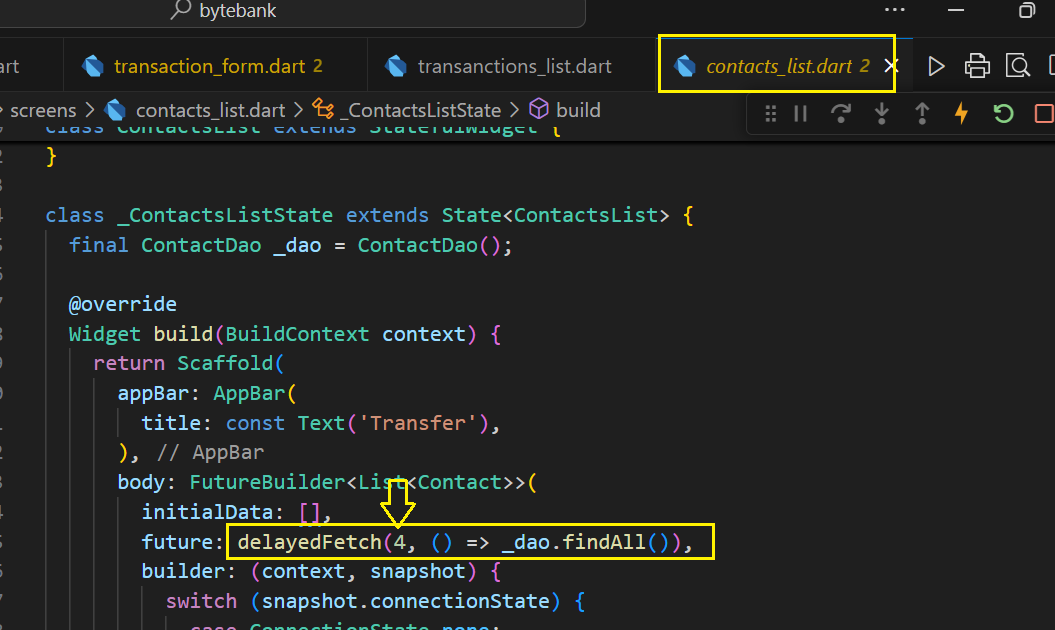 bytebank
art
transaction_form.dart 2
transanctions_list.dart
contacts_list.dart 2
screens > contacts_list.dart > _ContactsListState > build
class ContactsList extends StatefulWidget {
}
class _ContactsListState extends State<ContactsList> {
final ContactDao _dao = ContactDao();
@override
Widget build(BuildContext context) {
return Scaffold(
appBar: AppBar(
title: const Text('Transfer'),
), // AppBar
body: FutureBuilder<List<Contact>>(
initialData: [],
future: delayedFetch(4, () => _dao.findAll()),
builder: (context, snapshot) {
switch (snapshot.connectionState) {
case ConnectionState.none: